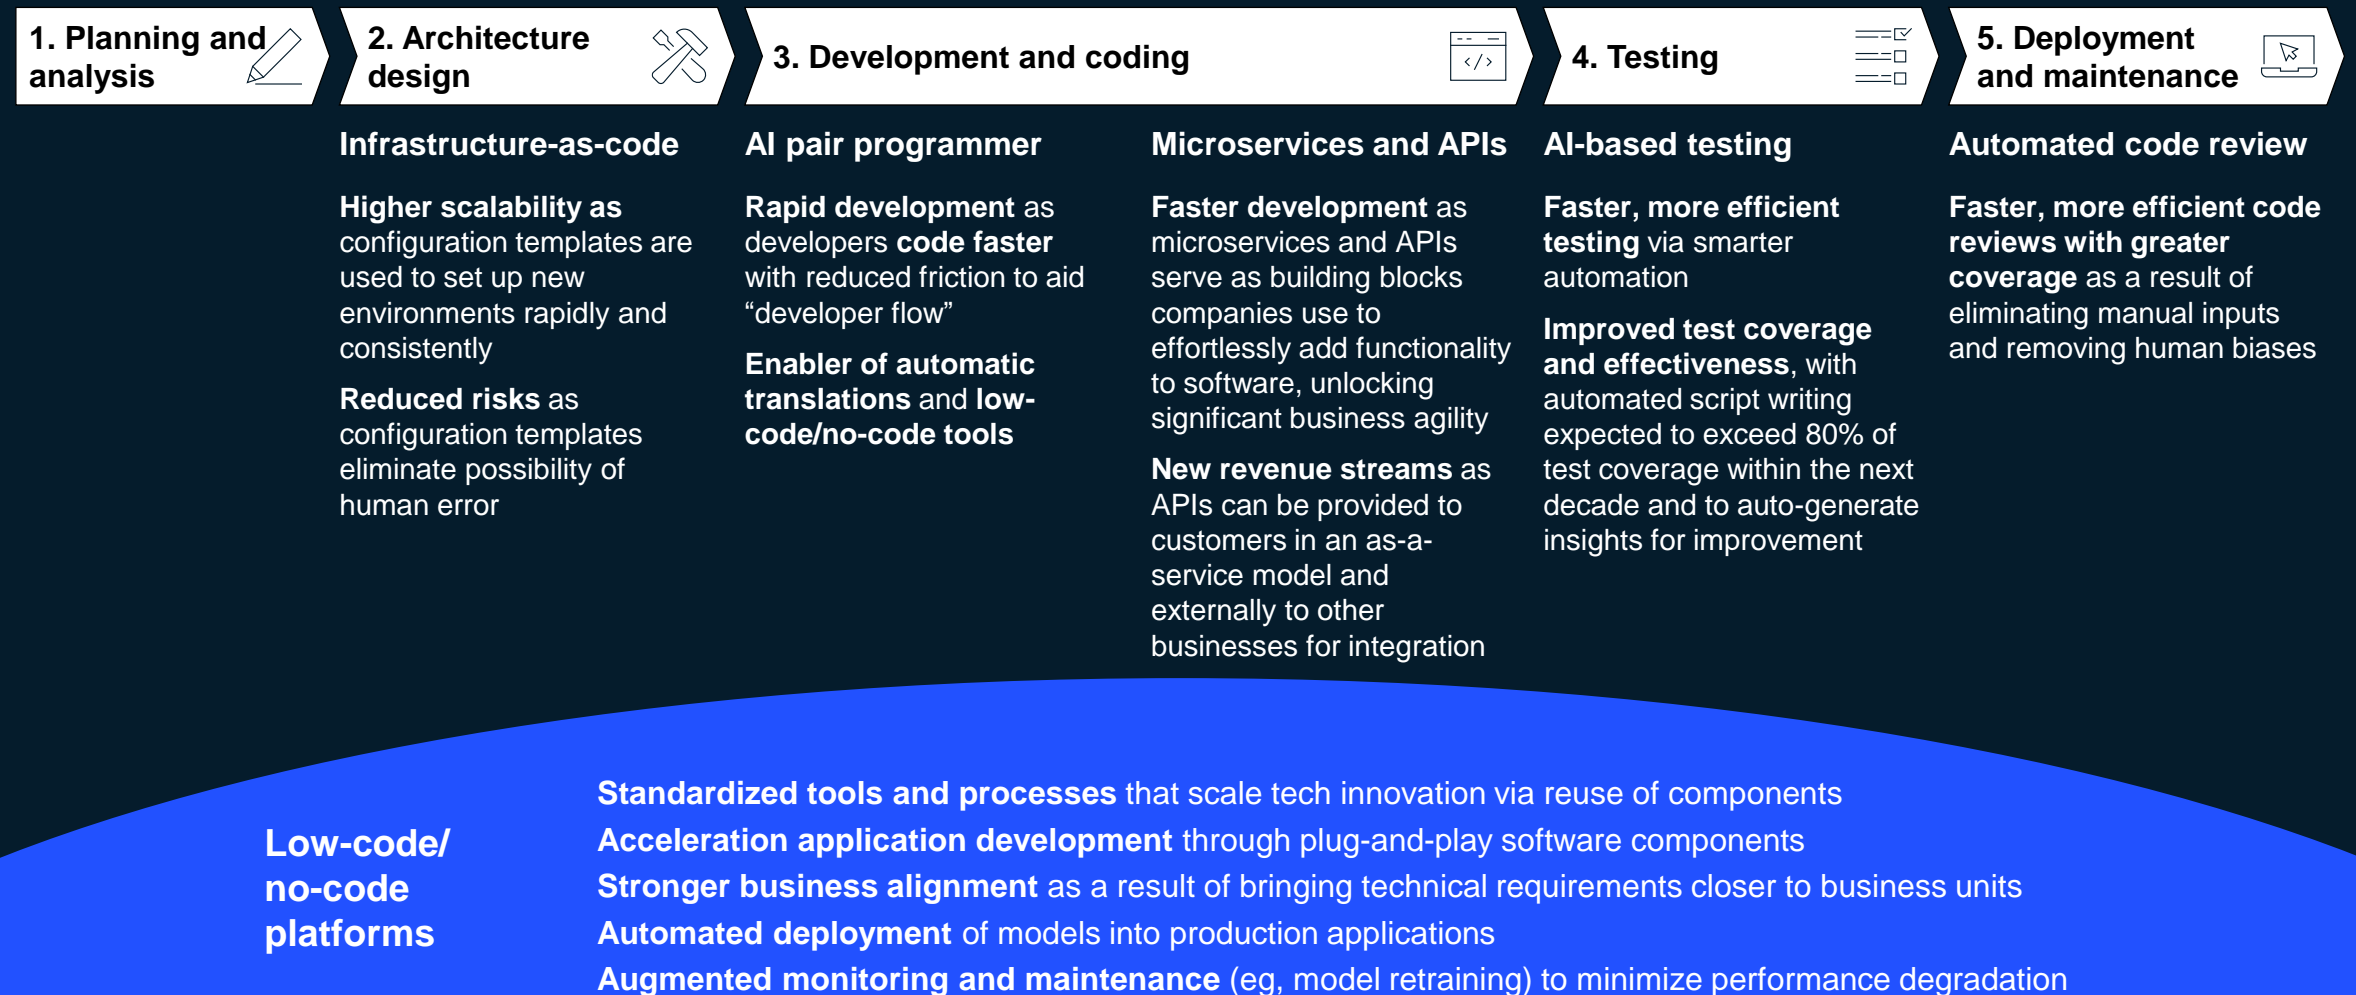 1. Planning and
analysis
2. Architecture
design
3. Development and coding
4. Testing
5. Deployment
and maintenance
Infrastructure-as-code
Higher scalability as
configuration templates are
used to set up new
environments rapidly and
consistently
Reduced risks as
configuration templates
eliminate possibility of
human error
AI pair programmer
Rapid development as
developers code faster
with reduced friction to aid
“developer flow”
Enabler of automatic
translations and low-
code/no-code tools
Microservices and APIs
Faster development as
microservices and APIs
serve as building blocks
companies use to
effortlessly add functionality
to software, unlocking
significant business agility
New revenue streams as
APIs can be provided to
customers in an as-a-
service model and
externally to other
businesses for integration
AI-based testing
Faster, more efficient
testing via smarter
automation
Improved test coverage
and effectiveness, with
automated script writing
expected to exceed 80% of
test coverage within the next
decade and to auto-generate
insights for improvement
Automated code review
Faster, more efficient code
reviews with greater
coverage as a result of
eliminating manual inputs
and removing human biases
Low-code/
no-code
platforms
Standardized tools and processes that scale tech innovation via reuse of components
Acceleration application development through plug-and-play software components
Stronger business alignment as a result of bringing technical requirements closer to business units
Automated deployment of models into production applications
Augmented monitoring and maintenance (eg, model retraining) to minimize performance degradation